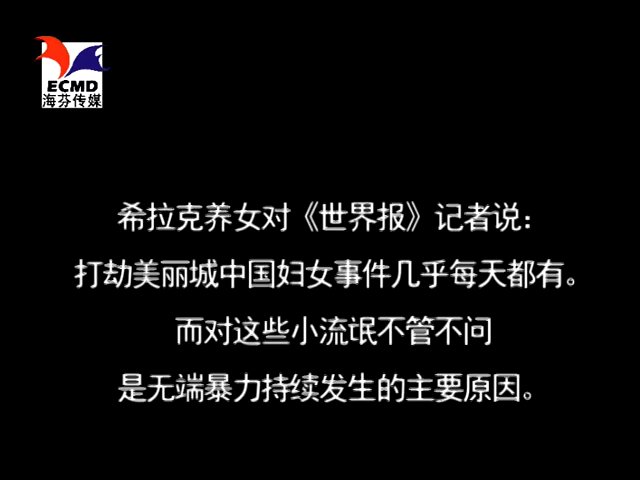 ECMD
海芬传媒
希拉克养女对《世界报》记者说：
打劫美丽城中国妇女事件几乎每天都有。
而对这些小流氓不管不问
是无端暴力持续发生的主要原因。